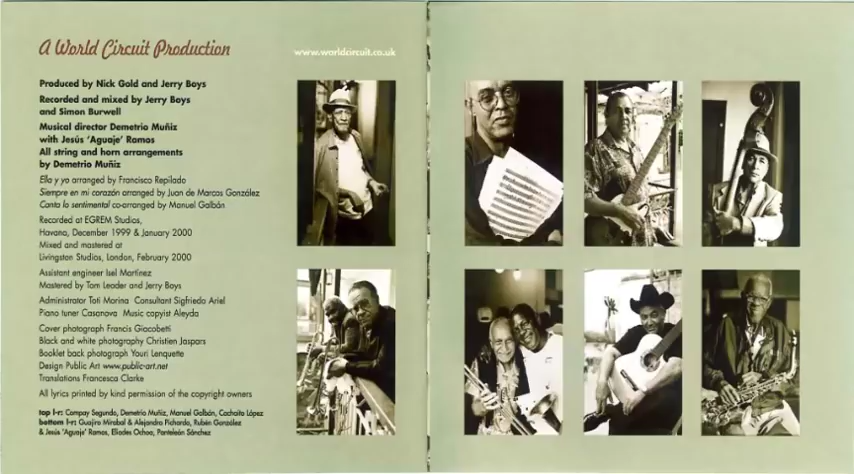 A World Circuit Production
www.worldcircuit.co.uk
Produced by Nick Gold and Jerry Boys
Recorded and mixed by Jerry Boys
and Simon Burwell
Musical director Demetrio Muñiz
with Jesús 'Aguaje' Ramos
All string and horn arrangements
by Demetrio Muñiz
Ella y yo arranged by Francisco Repilado
Siempre en mi corazón arranged by Juan de Marcos González
Canta lo sentimental co-arranged by Manuel Galbán
Recorded at EGREM Studios,
Havana, December 1999 & January 2000
Mixed and mastered at
Livingston Studios, London, February 2000
Assistant engineer Isel Martínez
Mastered by Tom Leader and Jerry Boys
Administrator Toti Marina Consultant Sigfriedo Ariel
Piano tuner Casanova Music copyist Aleyda
Cover photograph Francis Giacobetti
Black and white photography Christien Jaspars
Booklet back photograph Youri Lenquette
Design Public Art www.public-art.net
Translations Francesca Clarke
All lyrics printed by kind permission of the copyright owners
top l-r: Compay Segundo, Demetrio Muñiz, Manuel Galbán, Cachaíto López
bottom l-r: Guajiro Mirabal & Alejandro Pichardo, Rubén González
& Jesús 'Aguaje' Ramos, Eliades Ochoa, Pantaleón Sánchez